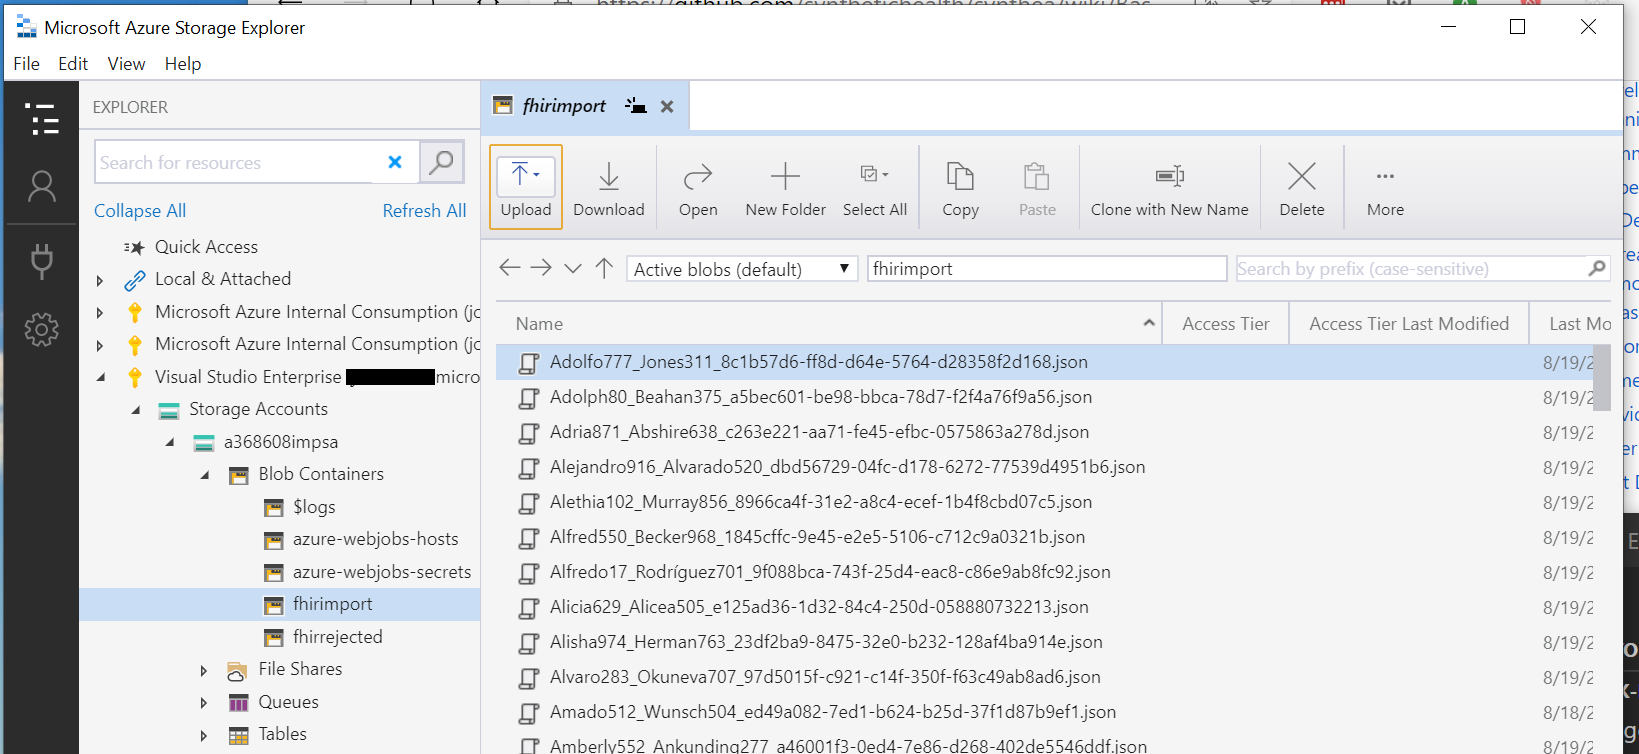 https://github.com/synthetichealth/synthea/wiki/Bas
Microsoft Azure Storage Explorer
File Edit View Help
EXPLORER
Search for resources
Collapse All Refresh All
Quick Access
Local & Attached
Microsoft Azure Internal Consumption (jc
Microsoft Azure Internal Consumption (jc
Visual Studio Enterprise micro
Storage Accounts
a368608impsa
Blob Containers
$logs
azure-webjobs-hosts
azure-webjobs-secrets
fhirimport
fhirrejected
File Shares
Queues
Tables
fhirimport
Upload Download Open New Folder Select All Copy Paste Clone with New Name Delete More
Active blobs (default) fhirimport Search by prefix (case-sensitive)
Name Access Tier Access Tier Last Modified Last Mo
Adolfo777_Jones311_8c1b57d6-ff8d-d64e-5764-d28358f2d168.json 8/19/2
Adolph80_Beahan375_a5bec601-be98-bbca-78d7-f2f4a76f9a56.json 8/19/2
Adria871_Abshire638_c263e221-aa71-fe45-efbc-0575863a278d.json 8/19/2
Alejandro916_Alvarado520_dbd56729-04fc-d178-6272-77539d4951b6.json 8/19/2
Alethia102_Murray856_8966ca4f-31e2-a8c4-ecef-1b4f8cbd07c5.json 8/19/2
Alfred550_Becker968_1845cffc-9e45-e2e5-5106-c712c9a0321b.json 8/19/2
Alfredo17_Rodríguez701_9f088bca-743f-25d4-eac8-c86e9ab8fc92.json 8/19/2
Alicia629_Alicea505_e125ad36-1d32-84c4-250d-058880732213.json 8/19/2
Alisha974_Herman763_23df2ba9-8475-32e0-b232-128af4ba914e.json 8/19/2
Alvaro283_Okuneva707_97d5015f-c921-c14f-350f-f63c49ab8ad6.json 8/19/2
Amado512_Wunsch504_ed49a082-7ed1-b624-b25d-37f1d87b9ef1.json 8/18/2
Amberly552_Ankunding277_a46001f3-0ed4-7e86-d268-402de5546ddf.json 8/19/2